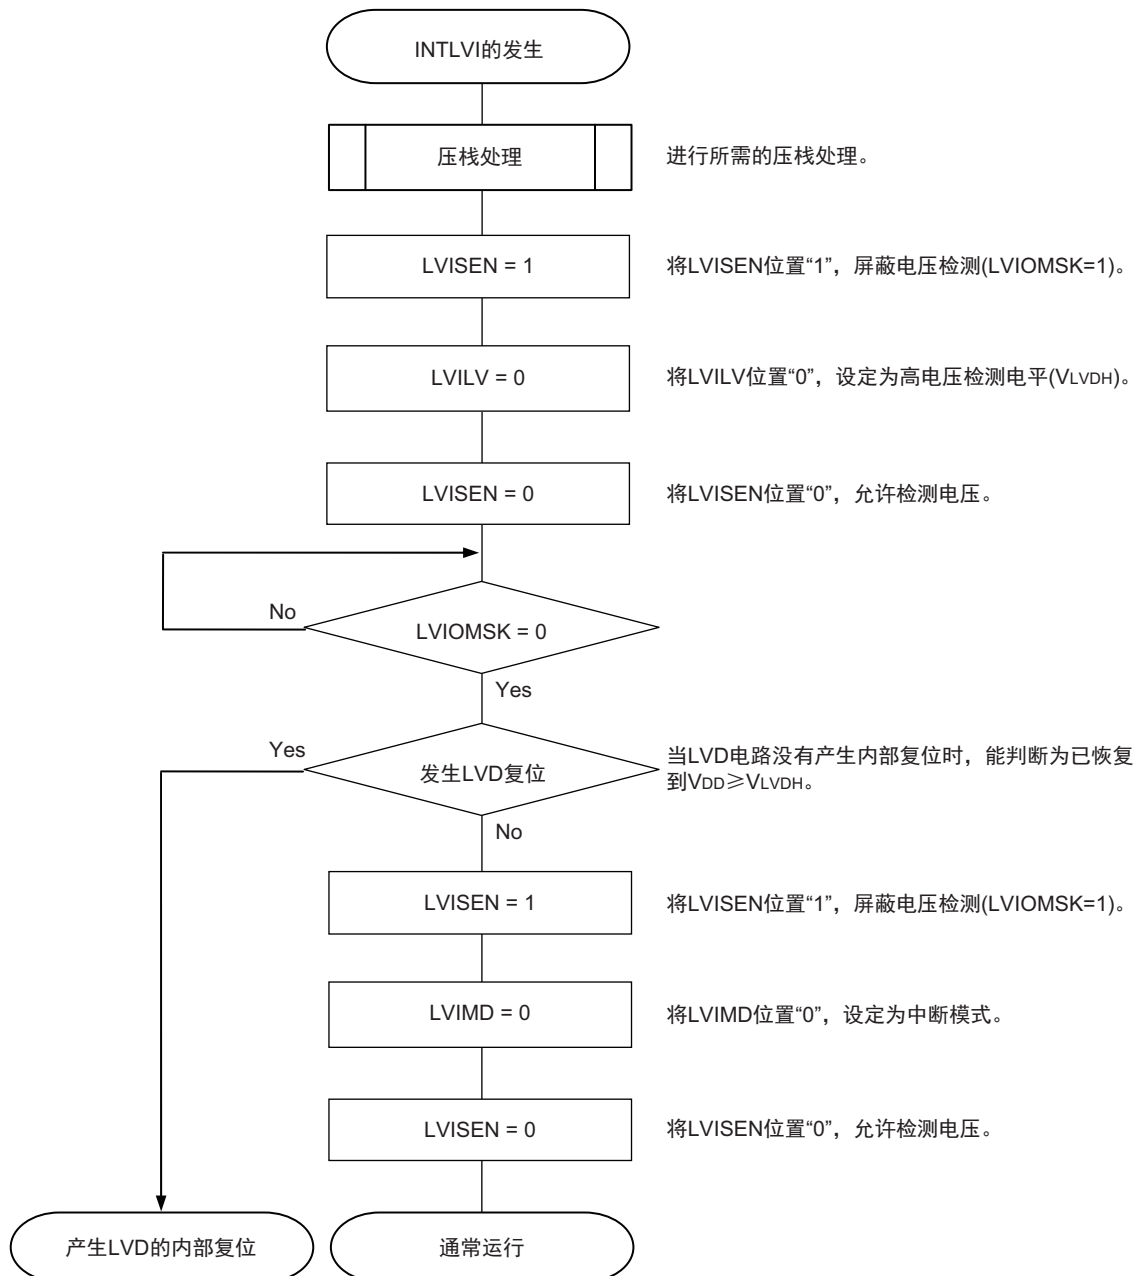 INTLVI的发生
压栈处理
进行所需的压栈处理。
LVISEN = 1
将LVISEN位置“1”，屏蔽电压检测(LVIOMSK=1)。
LVILV = 0
将LVILV位置“0”，设定为高电压检测电平(VLVDH)。
LVISEN = 0
将LVISEN位置“0”，允许检测电压。
No
LVIOMSK = 0
Yes
Yes
发生LVD复位
当LVD电路没有产生内部复位时，能判断为已恢复
到VDD≥VLVDH。
No
LVISEN = 1
将LVISEN位置“1”，屏蔽电压检测(LVIOMSK=1)。
LVIMD = 0
将LVIMD位置“0”，设定为中断模式。
LVISEN = 0
将LVISEN位置“0”，允许检测电压。
产生LVD的内部复位
通常运行